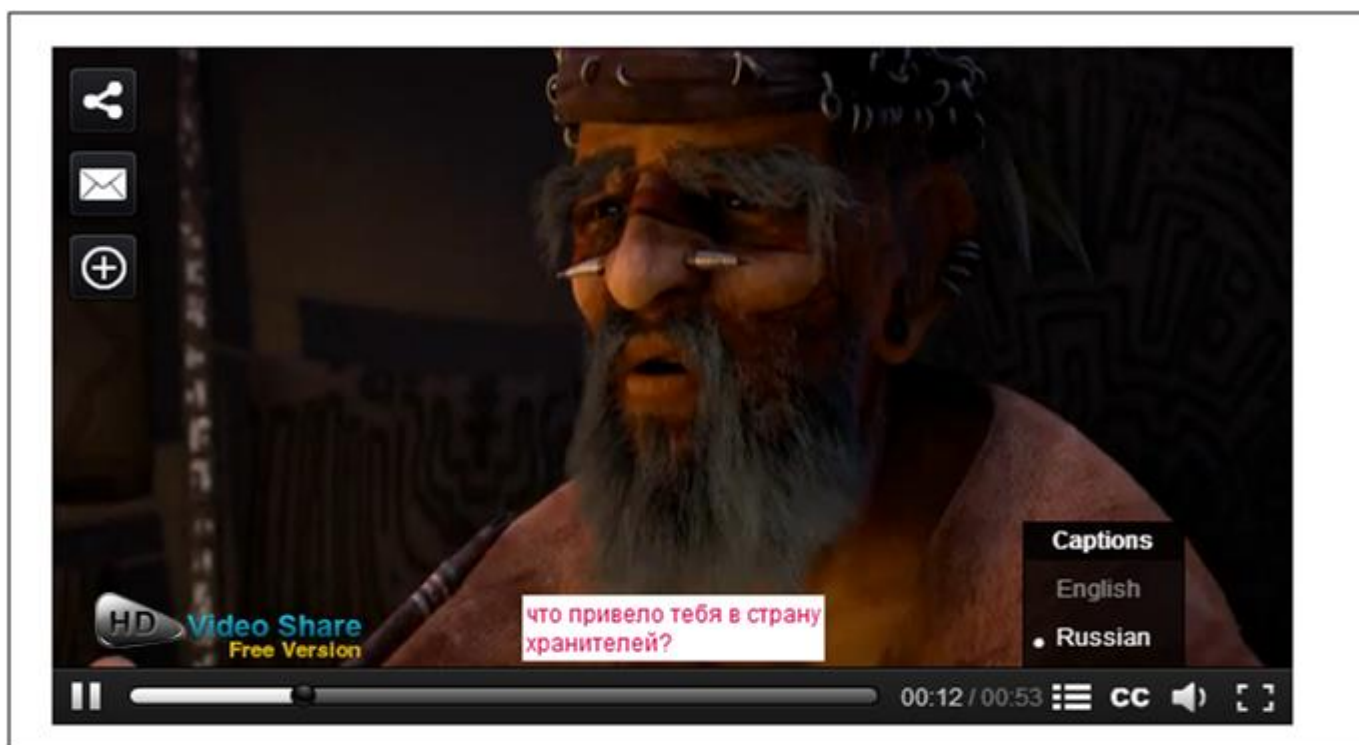 HD Video Share
Free Version
что привело тебя в страну
хранителей?
Captions
English
Russian
00:12 / 00:53
CC